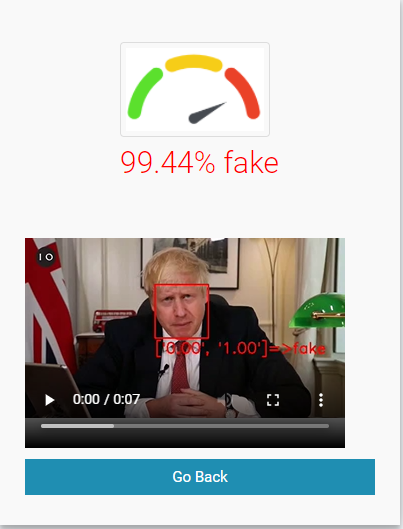 99.44% fake
I O
['0.00', '1.00']=>fake
0:00 / 0:07
Go Back